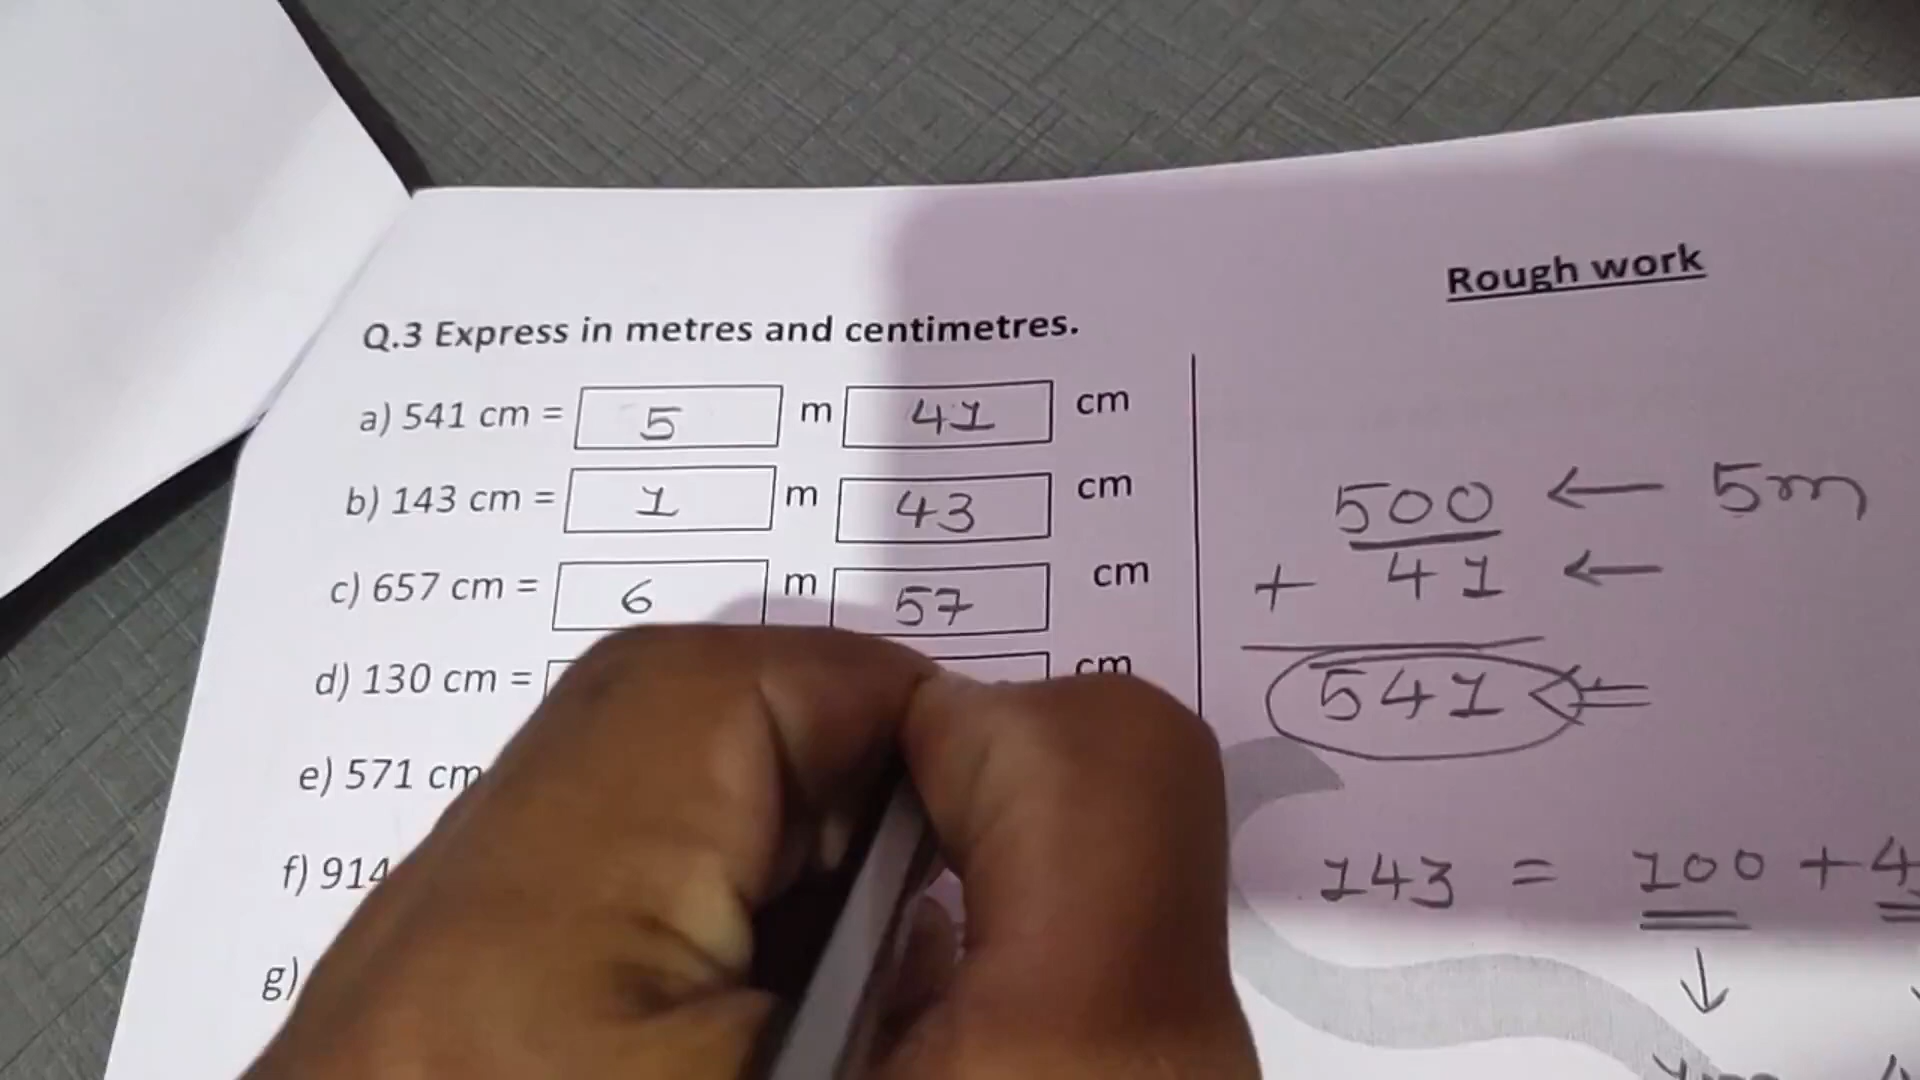 Rough work
Q.3 Express in metres and centimetres.
a) 541 cm = 5 m 41 cm
b) 143 cm = 1 m 43 cm
c) 657 cm = 6 m 57 cm
d) 130 cm = cm
e) 571 cm
f) 914
g)
500 ← 5m
+ 41 ←
541
143 = 100 + 4